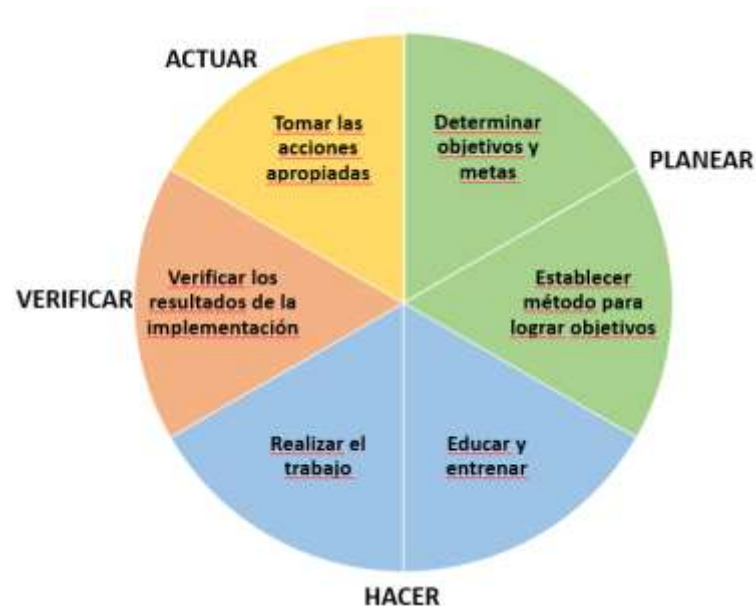 ACTUAR
Tomar las
acciones
apropiadas
Determinar
objetivos y
metas
PLANEAR
VERIFICAR
Verificar los
resultados de la
implementación
Establecer
método para
lograr objetivos
Realizar el
trabajo
Educar y
entrenar
HACER